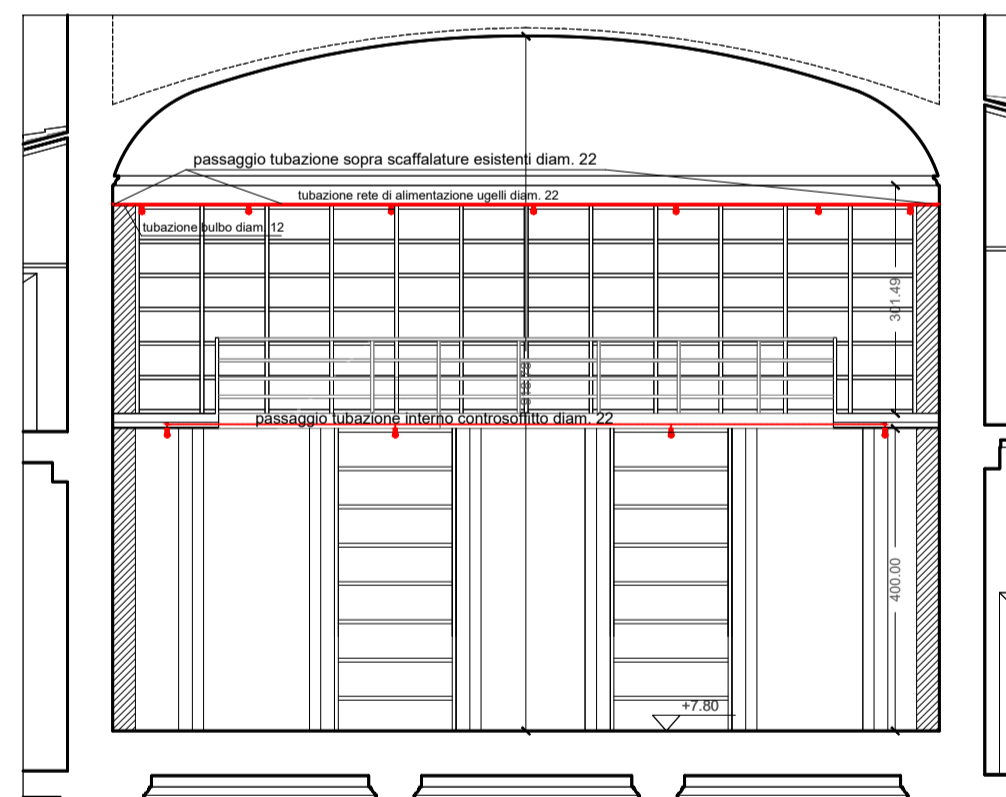 passaggio tubazione sopra scaffalature esistenti diam. 22
tubazione rete di alimentazione ugelli diam. 22
tubazione bulbo diam. 12
301.49
passaggio tubazione interno controsoffitto diam. 22
400.00
+7.80